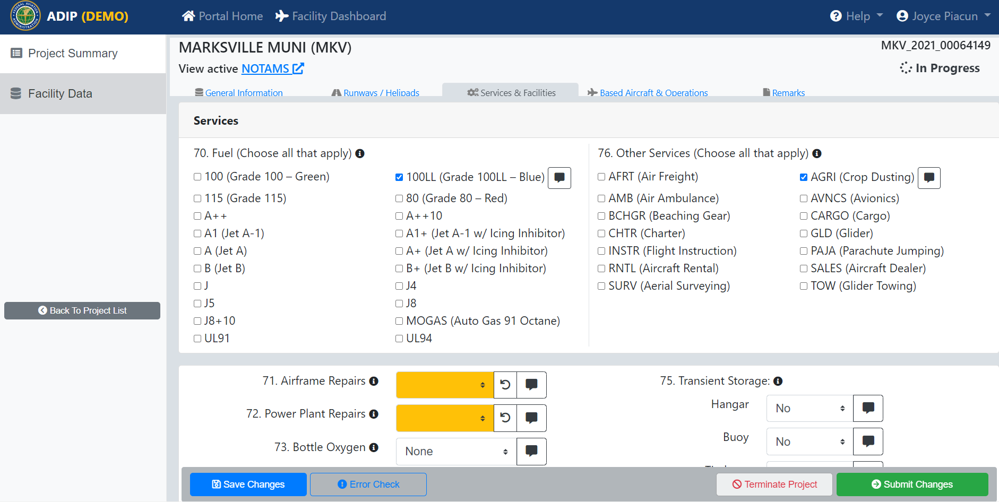 ADIP (DEMO)
Portal Home
Facility Dashboard
Help
Joyce Piacun
Project Summary
Facility Data
Back To Project List
MARKSVILLE MUNI (MKV)
MKV_2021_00064149
View active NOTAMS
In Progress
General Information
Runways / Helipads
Services & Facilities
Based Aircraft & Operations
Remarks
Services
70. Fuel (Choose all that apply)
100 (Grade 100 – Green)
100LL (Grade 100LL – Blue)
115 (Grade 115)
80 (Grade 80 – Red)
A++
A++10
A1 (Jet A-1)
A1+ (Jet A-1 w/ Icing Inhibitor)
A (Jet A)
A+ (Jet A w/ Icing Inhibitor)
B (Jet B)
B+ (Jet B w/ Icing Inhibitor)
J
J4
J5
J8
J8+10
MOGAS (Auto Gas 91 Octane)
UL91
UL94
76. Other Services (Choose all that apply)
AFRT (Air Freight)
AGRI (Crop Dusting)
AMB (Air Ambulance)
AVNCS (Avionics)
BCHGR (Beaching Gear)
CARGO (Cargo)
CHTR (Charter)
GLD (Glider)
INSTR (Flight Instruction)
PAJA (Parachute Jumping)
RNTL (Aircraft Rental)
SALES (Aircraft Dealer)
SURV (Aerial Surveying)
TOW (Glider Towing)
71. Airframe Repairs
72. Power Plant Repairs
73. Bottle Oxygen
None
75. Transient Storage:
Hangar
No
Buoy
No
Save Changes
Error Check
Terminate Project
Submit Changes